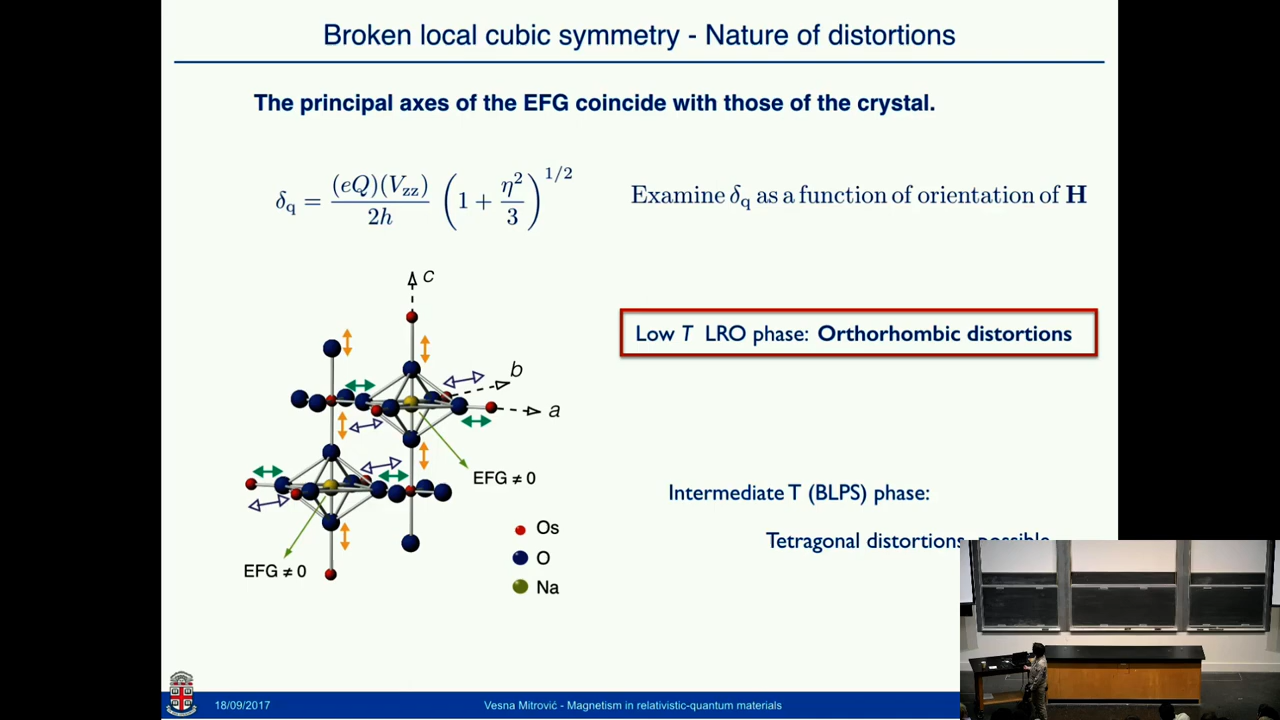 Broken local cubic symmetry - Nature of distortions
The principal axes of the EFG coincide with those of the crystal.
δq = (eQ)(Vzz) / 2h (1 + η² / 3)^1/2
Examine δq as a function of orientation of H
c
b
a
Low T LRO phase: Orthorhombic distortions
EFG ≠ 0
Intermediate T (BLPS) phase:
Os
O
Na
Tetragonal distortions possible
EFG ≠ 0
18/09/2017
Vesna Mitrović - Magnetism in relativistic-quantum materials